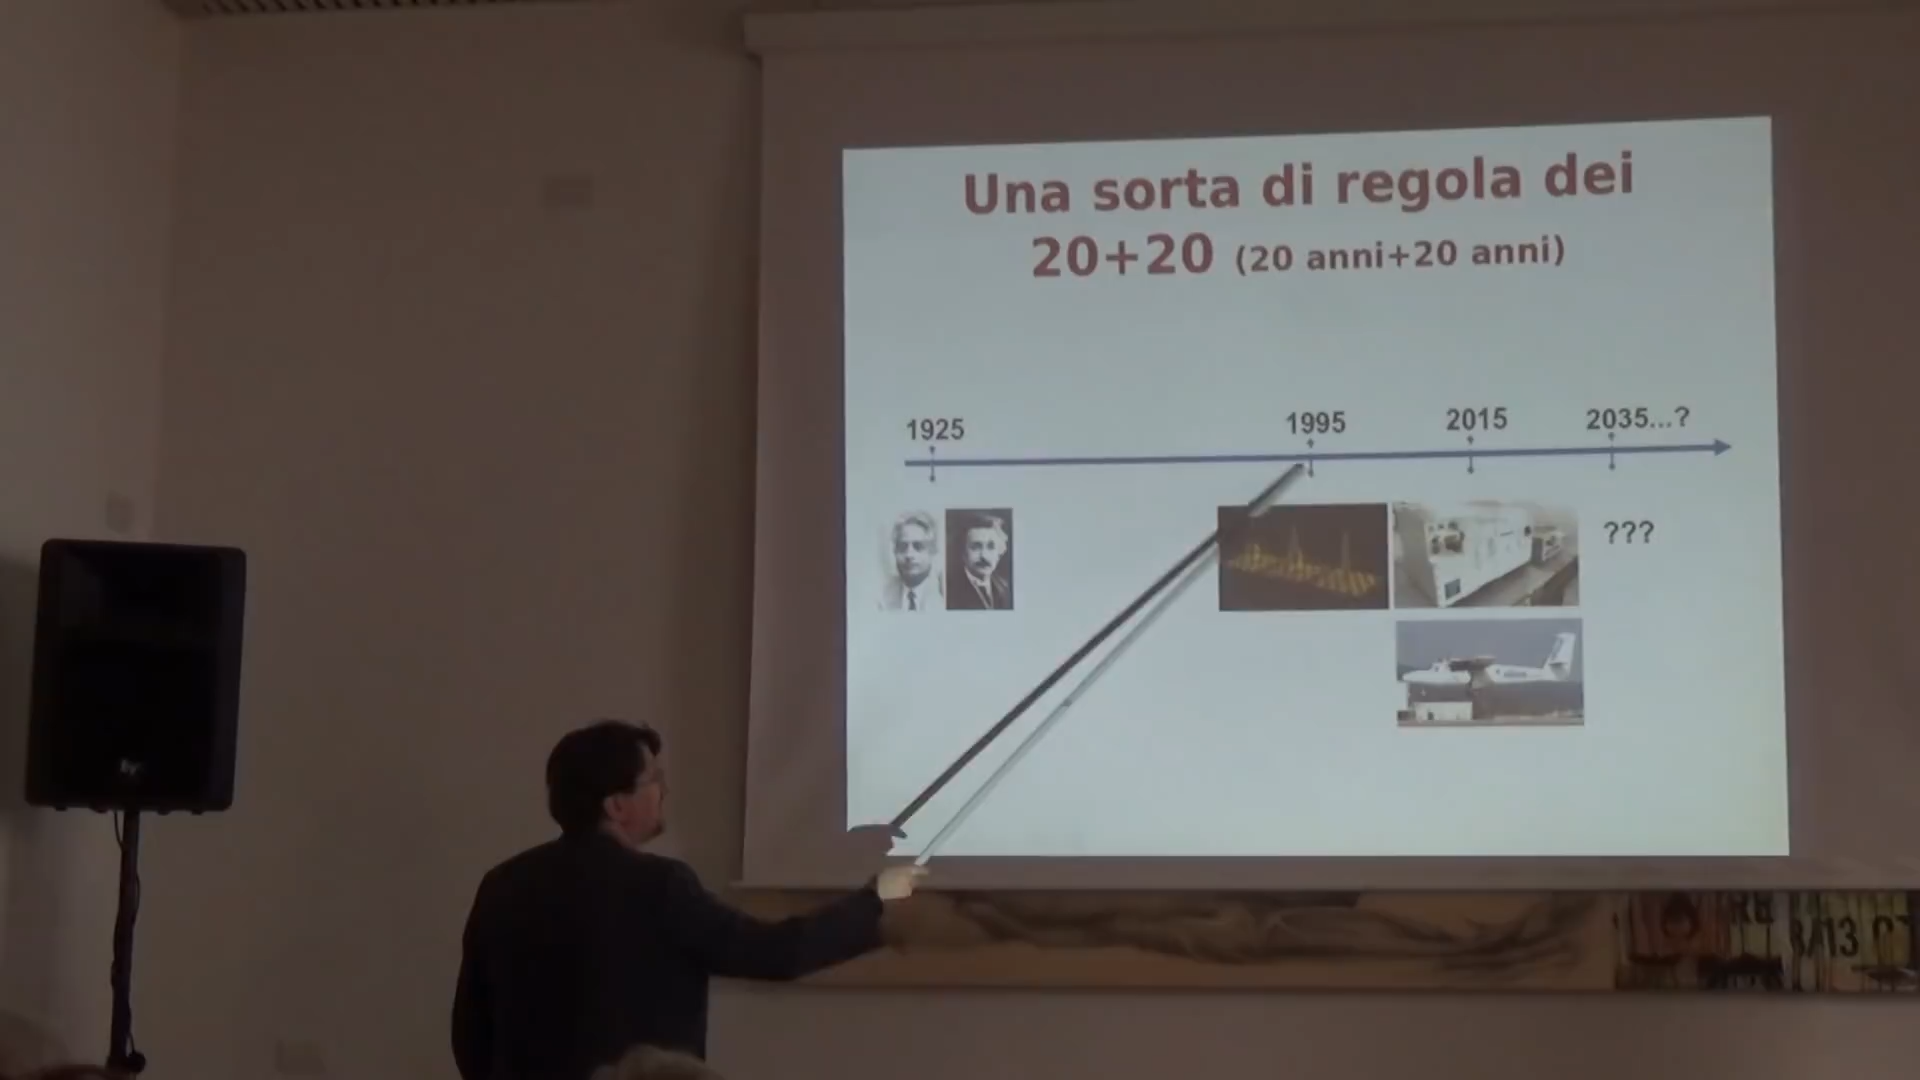 Una sorta di regola dei
20+20 (20 anni+20 anni)
1925 1995 2015 2035...?
???